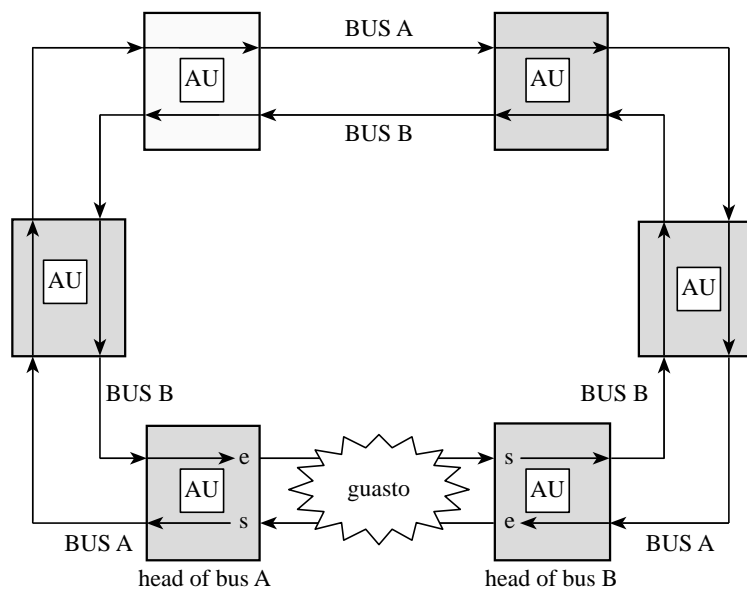 BUS A
AU
AU
BUS B
AU
AU
BUS B
BUS B
e
s
AU
guasto
AU
s
e
BUS A
BUS A
head of bus A
head of bus B